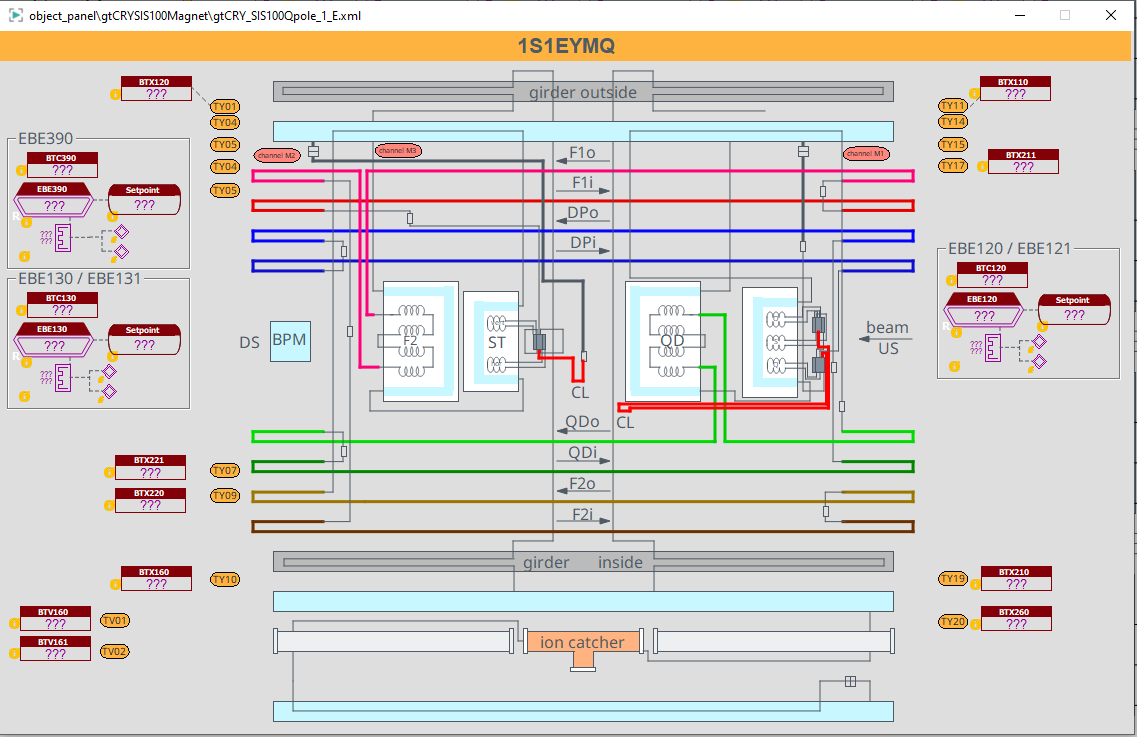 object_panel\gtCRYSIS100Magnet\gtCRY_SIS100Qpole_1_E.xml
1S1EYMQ
BTX120
???
TY01
TY04
TY05
TY04
TY05
girder outside
BTX110
???
TY11
TY14
TY15
TY17
BTX211
???
EBE390
BTC390
???
EBE390
???
Setpoint
???
R
???
???
channel M2
channel M3
channel M1
F1o
F1i
DPo
DPi
EBE130 / EBE131
BTC130
???
EBE130
???
Setpoint
???
R
???
???
EBE120 / EBE121
BTC120
???
EBE120
???
Setpoint
???
R
???
???
DS
BPM
F2
ST
QD
beam
US
CL
CL
QDo
QDi
F2o
F2i
BTX221
???
TY07
BTX220
???
TY09
girder inside
BTX160
???
TY10
TY19
BTX210
???
BTV160
???
TV01
BTV161
???
TV02
ion catcher
TY20
BTX260
???